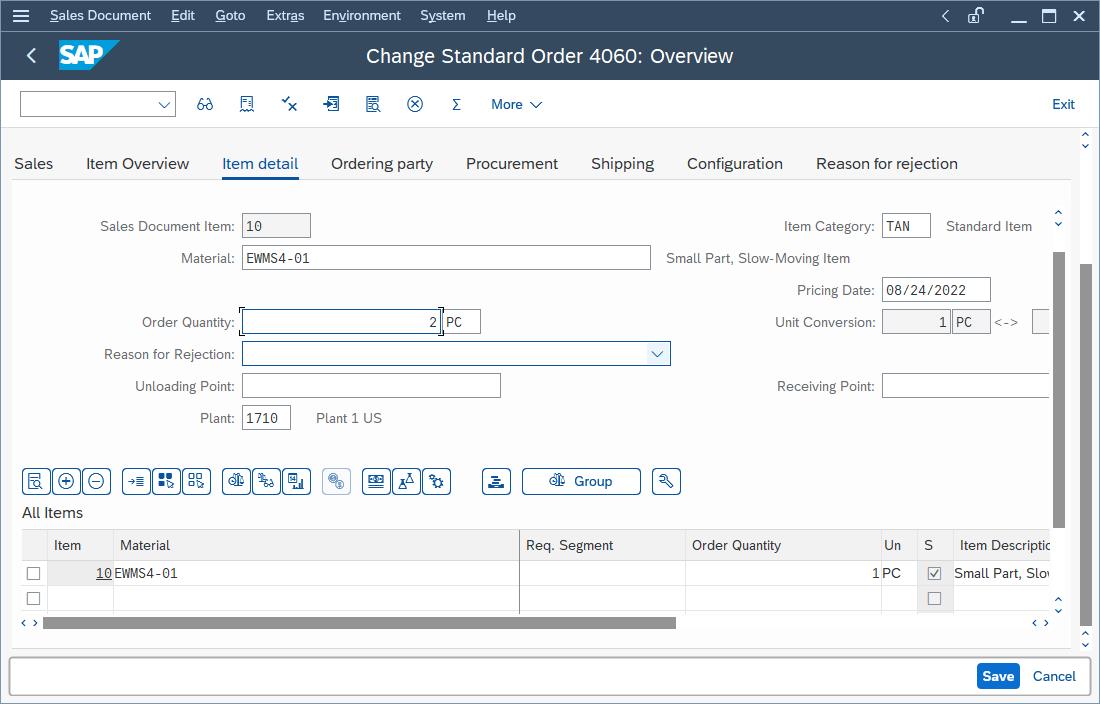 Sales Document Edit Goto Extras Environment System Help
SAP Change Standard Order 4060: Overview
More Exit
Sales Item Overview Item detail Ordering party Procurement Shipping Configuration Reason for rejection
Sales Document Item: 10 Item Category: TAN Standard Item
Material: EWMS4-01 Small Part, Slow-Moving Item
Pricing Date: 08/24/2022
Order Quantity: 2 PC Unit Conversion: 1 PC <->
Reason for Rejection:
Unloading Point: Receiving Point:
Plant: 1710 Plant 1 US
Group
All Items
Item Material Req. Segment Order Quantity Un S Item Descriptic
10 EWMS4-01 1 PC Small Part, Slov
Save Cancel